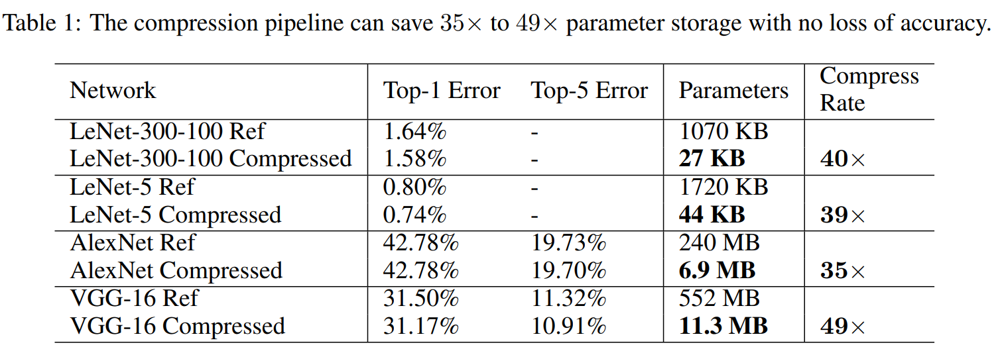 Table 1: The compression pipeline can save 35× to 49× parameter storage with no loss of accuracy.
Network Top-1 Error Top-5 Error Parameters Compress Rate
LeNet-300-100 Ref 1.64% - 1070 KB
LeNet-300-100 Compressed 1.58% - 27 KB 40×
LeNet-5 Ref 0.80% - 1720 KB
LeNet-5 Compressed 0.74% - 44 KB 39×
AlexNet Ref 42.78% 19.73% 240 MB
AlexNet Compressed 42.78% 19.70% 6.9 MB 35×
VGG-16 Ref 31.50% 11.32% 552 MB
VGG-16 Compressed 31.17% 10.91% 11.3 MB 49×